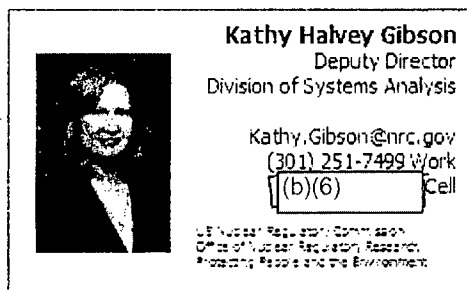 Kathy Halvey Gibson
Deputy Director
Division of Systems Analysis
Kathy.Gibson@nrc.gov
(301) 251-7499 Work
(b)(6) Cell
US Nuclear Regulatory Commission
Office of Nuclear Regulatory Research
Protecting People and the Environment